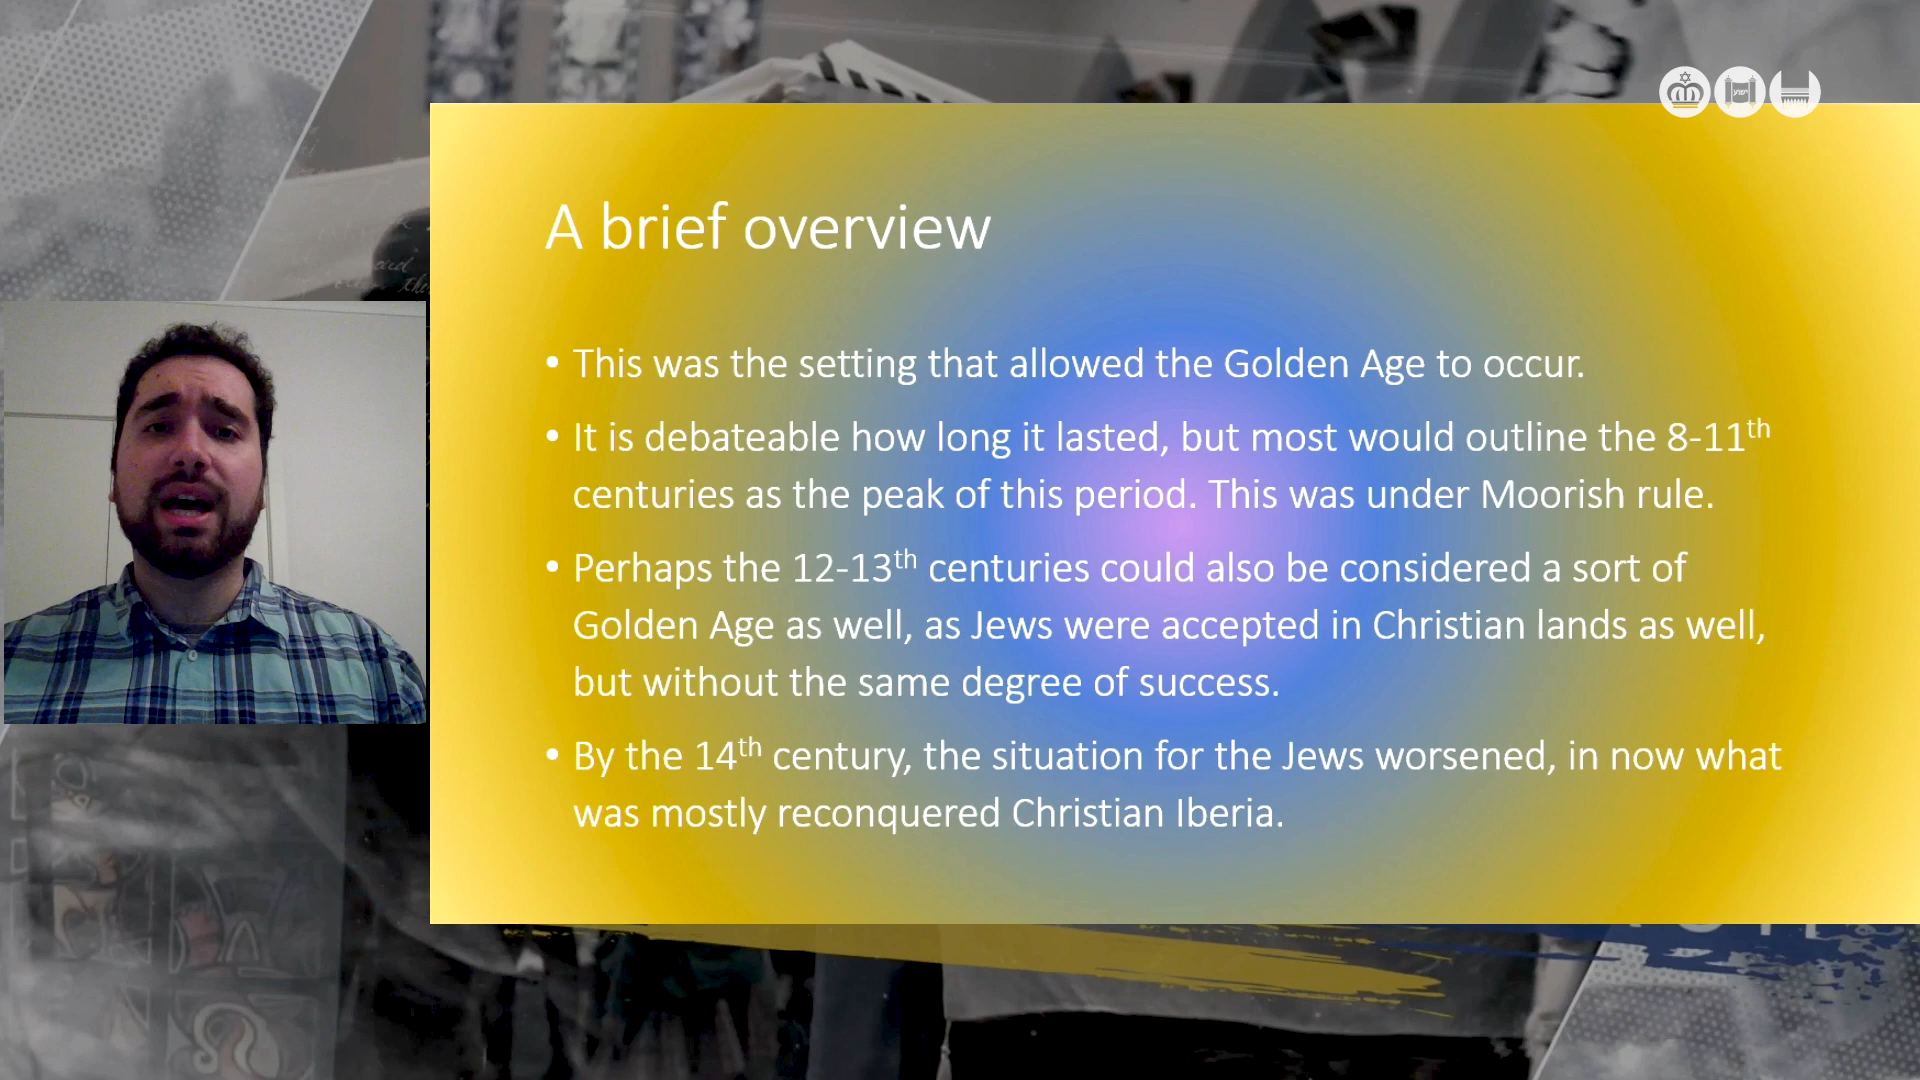 A brief overview
• This was the setting that allowed the Golden Age to occur.
• It is debateable how long it lasted, but most would outline the 8-11th
centuries as the peak of this period. This was under Moorish rule.
• Perhaps the 12-13th centuries could also be considered a sort of
Golden Age as well, as Jews were accepted in Christian lands as well,
but without the same degree of success.
• By the 14th century, the situation for the Jews worsened, in now what
was mostly reconquered Christian Iberia.